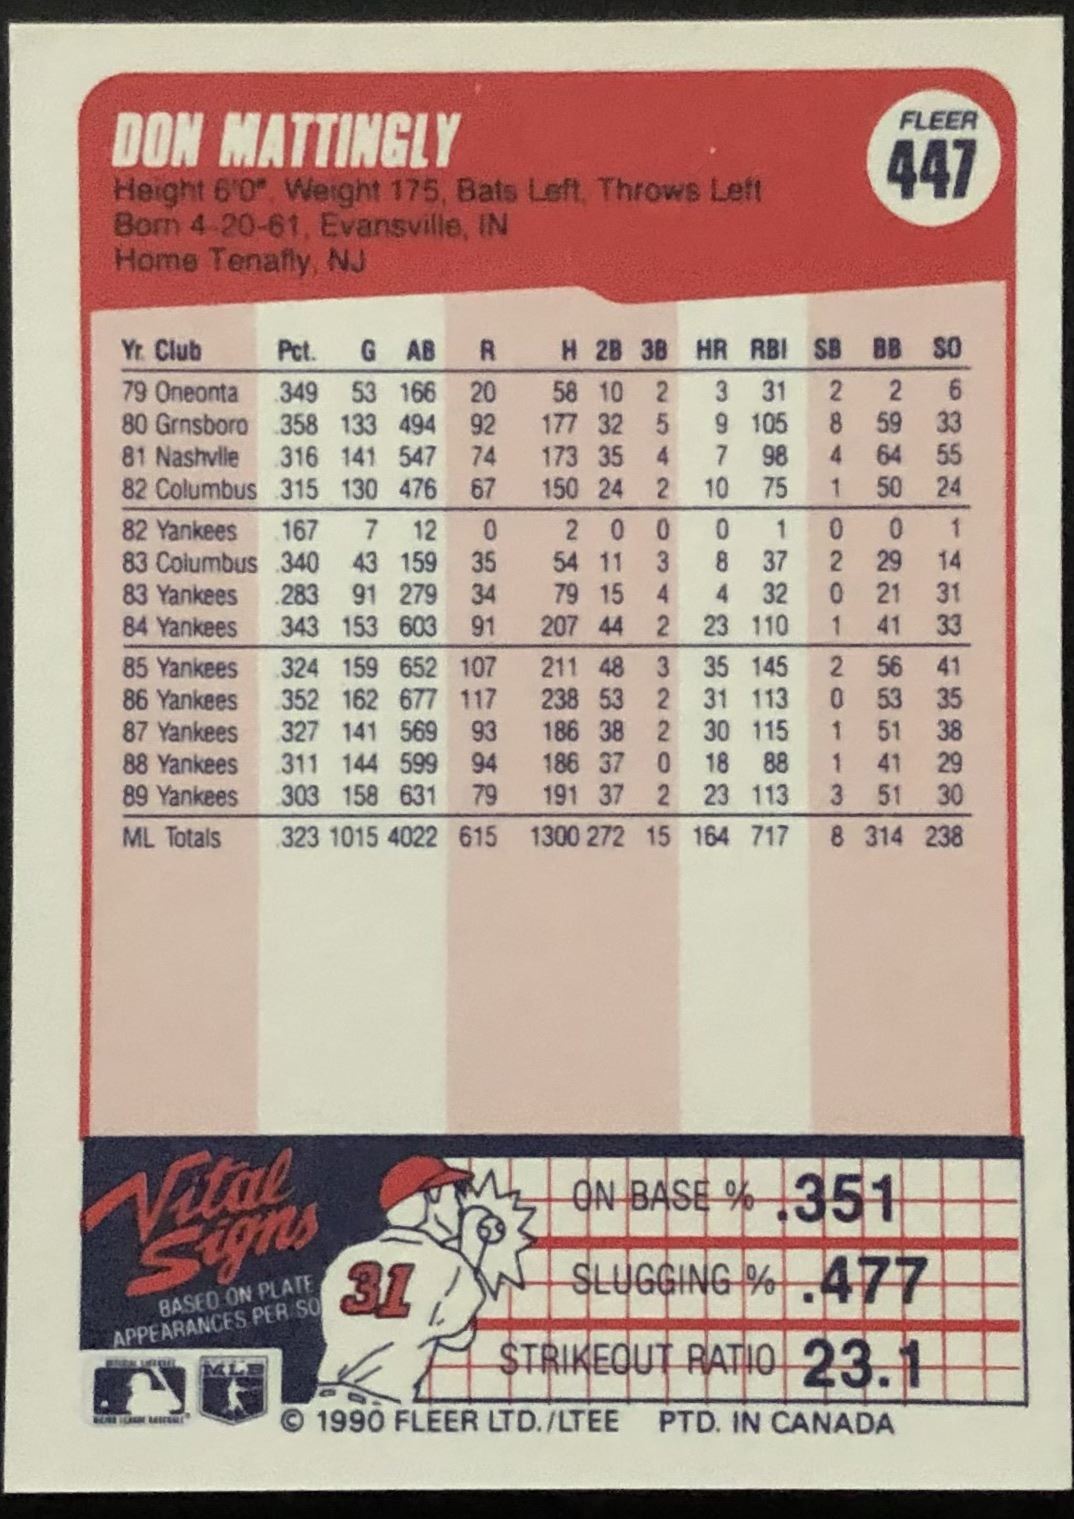 DON MATTINGLY
FLEER
447
Height 6'0", Weight 175, Bats Left, Throws Left
Born 4-20-61, Evansville, IN
Home Tenafly, NJ
Yr. Club Pct. G AB R H 2B 3B HR RBI SB BB SO
79 Oneonta .349 53 166 20 58 10 2 3 31 2 2 6
80 Grnsboro .358 133 494 92 177 32 5 9 105 8 59 33
81 Nashvlle .316 141 547 74 173 35 4 7 98 4 64 55
82 Columbus .315 130 476 67 150 24 2 10 75 1 50 24
82 Yankees .167 7 12 0 2 0 0 0 1 0 0 1
83 Columbus .340 43 159 35 54 11 3 8 37 2 29 14
83 Yankees .283 91 279 34 79 15 4 4 32 0 21 31
84 Yankees .343 153 603 91 207 44 2 23 110 1 41 33
85 Yankees .324 159 652 107 211 48 3 35 145 2 56 41
86 Yankees .352 162 677 117 238 53 2 31 113 0 53 35
87 Yankees .327 141 569 93 186 38 2 30 115 1 51 38
88 Yankees .311 144 599 94 186 37 0 18 88 1 41 29
89 Yankees .303 158 631 79 191 37 2 23 113 3 51 30
ML Totals .323 1015 4022 615 1300 272 15 164 717 8 314 238
Vital
Signs
BASED ON PLATE
APPEARANCES PER SO
31
ON BASE % .351
SLUGGING % .477
STRIKEOUT RATIO 23.1
MLB
© 1990 FLEER LTD./LTEE PTD. IN CANADA